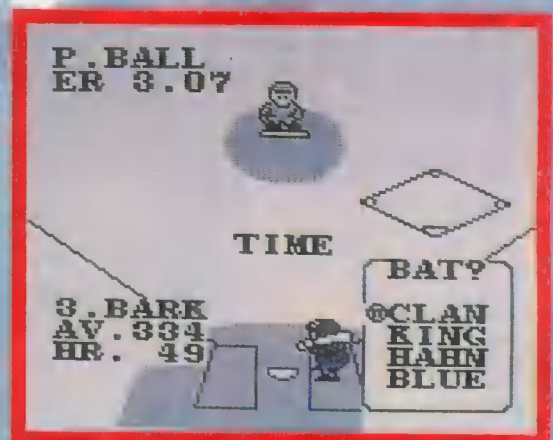 P.BALL
ER 3.07
TIME
3.BARK
AV.334
HR. 49
BAT?
®CLAN
KING
HAHN
BLUE